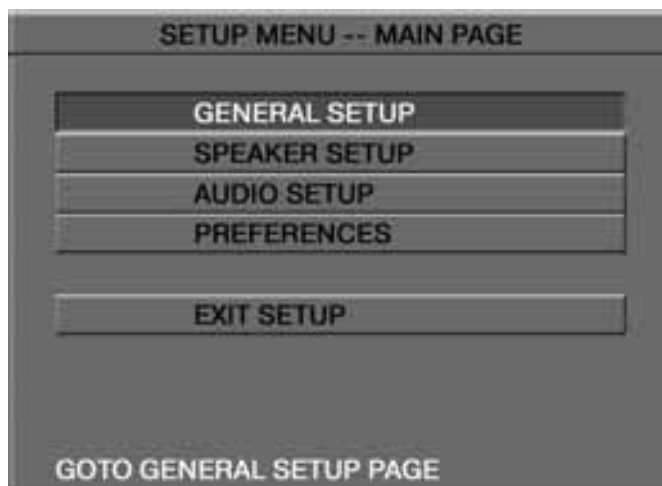 SETUP MENU -- MAIN PAGE
GENERAL SETUP
SPEAKER SETUP
AUDIO SETUP
PREFERENCES
EXIT SETUP
GOTO GENERAL SETUP PAGE